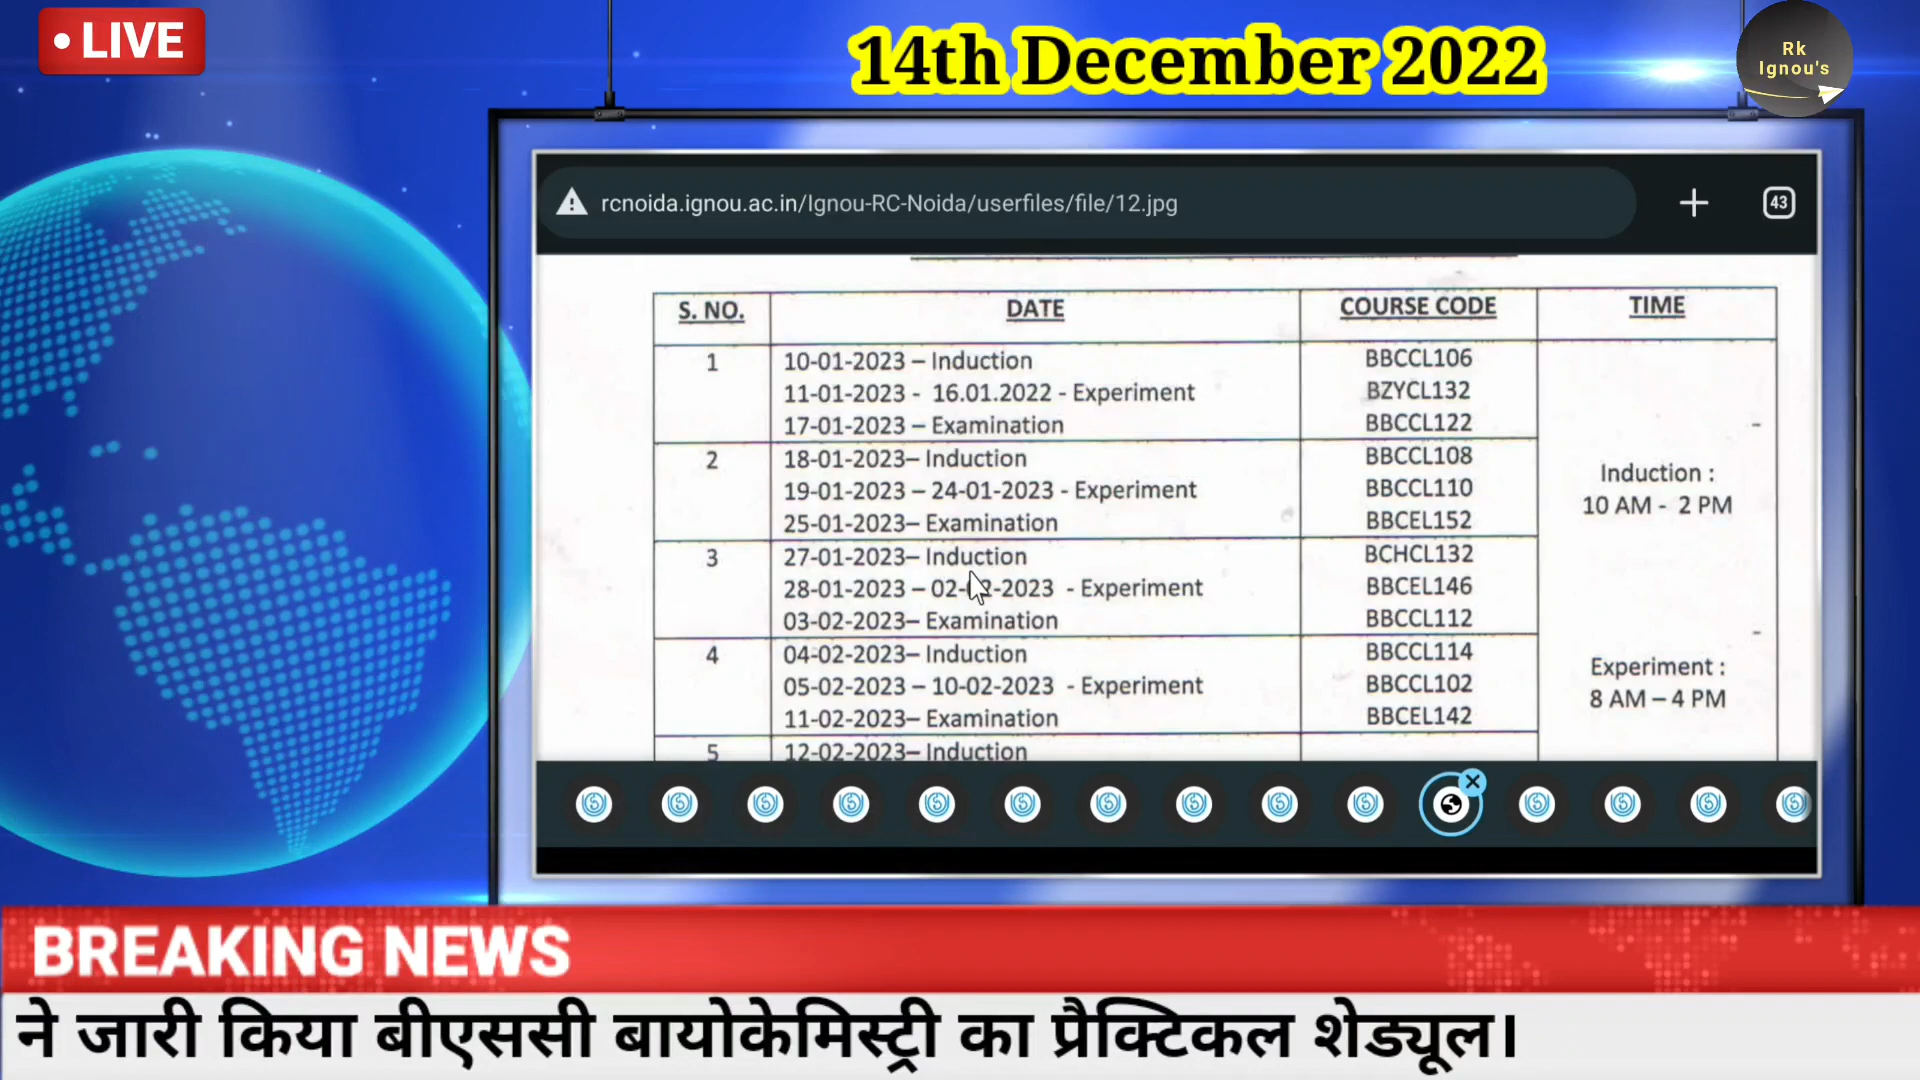 • LIVE
14th December 2022
Rk
Ignou's
rcnoida.ignou.ac.in/Ignou-RC-Noida/userfiles/file/12.jpg
43
S. NO. DATE COURSE CODE TIME
1 10-01-2023 – Induction BBCCL106
11-01-2023 - 16.01.2022 - Experiment BZYCL132
17-01-2023 – Examination BBCCL122
2 18-01-2023– Induction BBCCL108
19-01-2023 – 24-01-2023 - Experiment BBCCL110
25-01-2023– Examination BBCEL152
Induction :
10 AM - 2 PM
3 27-01-2023– Induction BCHCL132
28-01-2023 – 02-02-2023 - Experiment BBCEL146
03-02-2023– Examination BBCCL112
4 04-02-2023– Induction BBCCL114
05-02-2023 – 10-02-2023 - Experiment BBCCL102
11-02-2023– Examination BBCEL142
Experiment :
8 AM – 4 PM
5 12-02-2023– Induction
BREAKING NEWS
ने जारी किया बीएससी बायोकेमिस्ट्री का प्रैक्टिकल शेड्यूल।